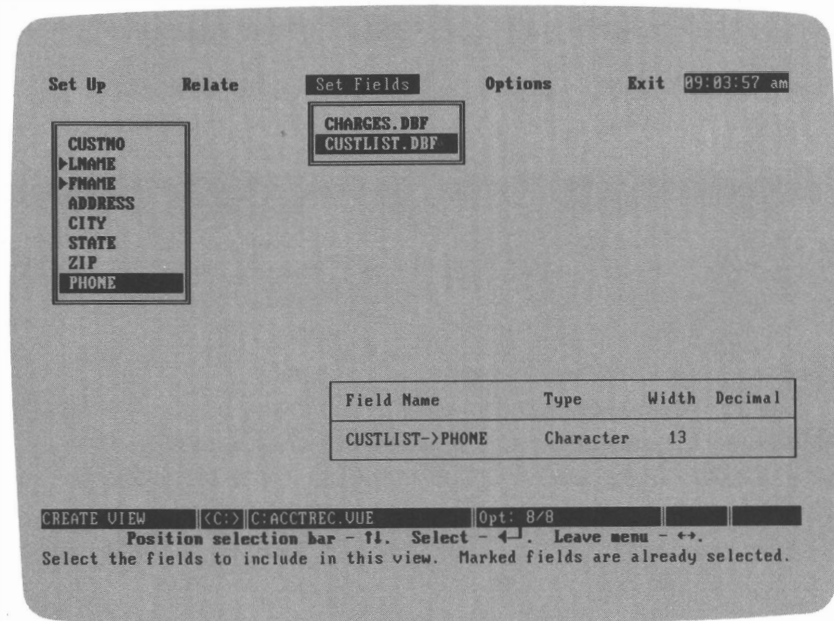 Set Up Relate Set Fields Options Exit 09:03:57 am
CHARGES.DBF
CUSTLIST.DBF
CUSTNO
▶LNAME
▶FNAME
ADDRESS
CITY
STATE
ZIP
PHONE
Field Name Type Width Decimal
CUSTLIST->PHONE Character 13
CREATE VIEW <C:> C:ACCTREC.VUE Opt: 8/8
Position selection bar - ↑↓. Select - ↵. Leave menu - ↔.
Select the fields to include in this view. Marked fields are already selected.